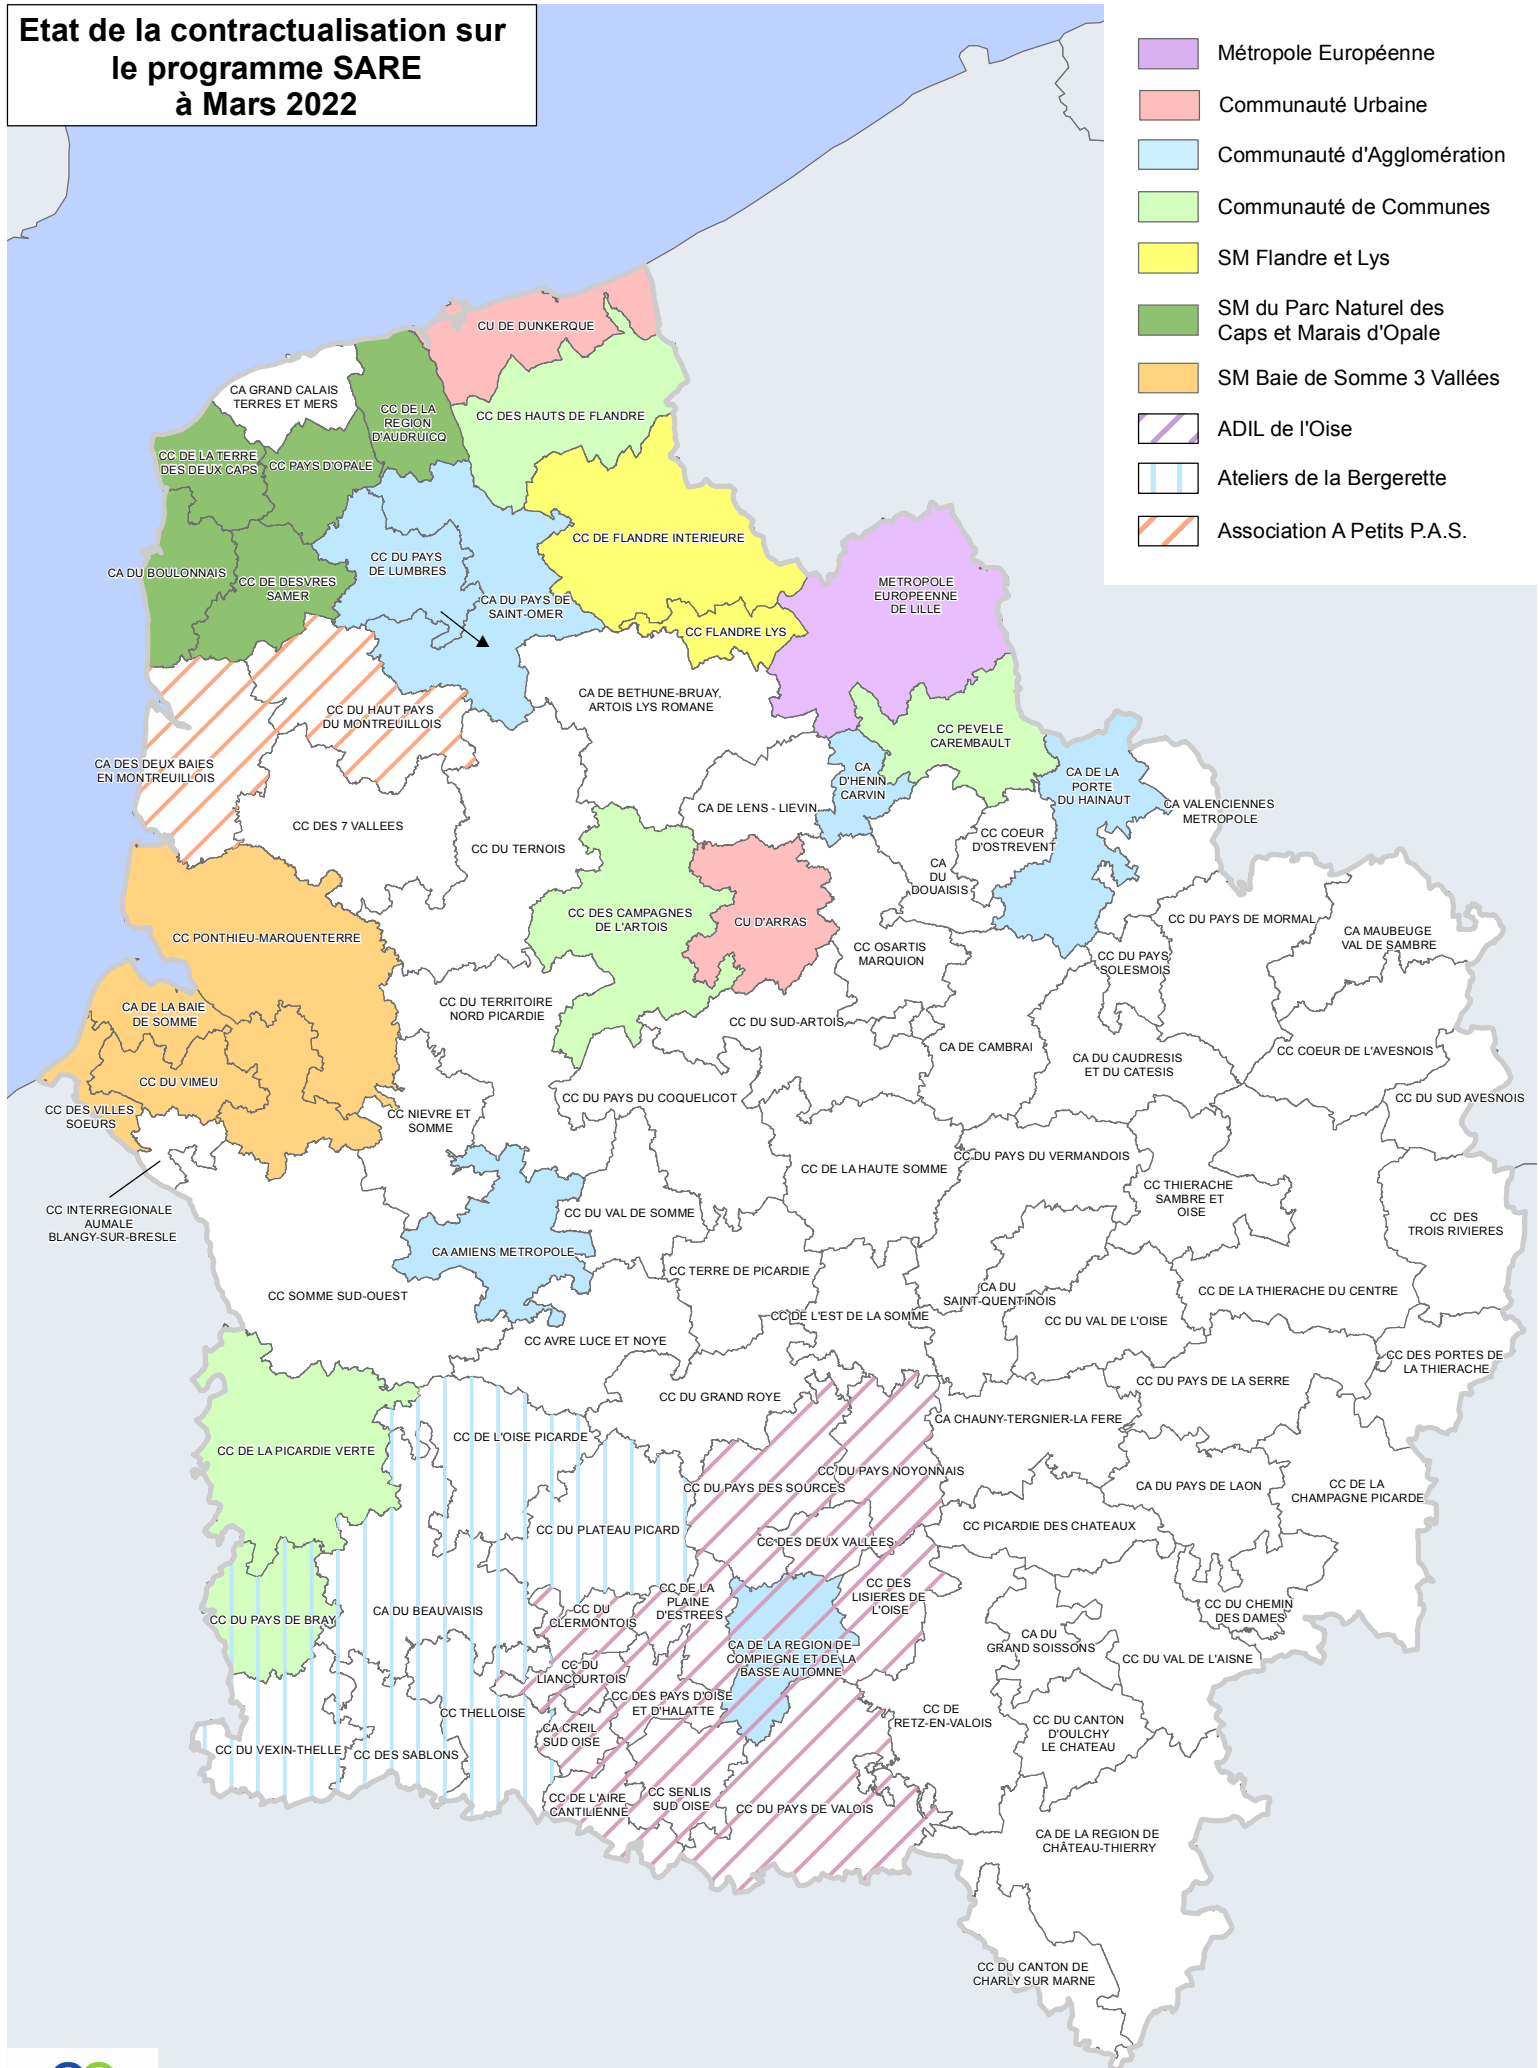 Etat de la contractualisation sur
le programme SARE
à Mars 2022
Métropole Européenne
Communauté Urbaine
Communauté d'Agglomération
Communauté de Communes
SM Flandre et Lys
SM du Parc Naturel des
Caps et Marais d'Opale
SM Baie de Somme 3 Vallées
ADIL de l'Oise
Ateliers de la Bergerette
Association A Petits P.A.S.
CU DE DUNKERQUE
CA GRAND CALAIS
TERRES ET MERS
CC DE LA
REGION
D'AUDRUICQ
CC DES HAUTS DE FLANDRE
CC DE LA TERRE
DES DEUX CAPS
CC PAYS D'OPALE
CC DE FLANDRE INTERIEURE
CA DU BOULONNAIS
CC DE DESVRES
SAMER
CC DU PAYS
DE LUMBRES
CA DU PAYS DE
SAINT-OMER
METROPOLE
EUROPEENNE
DE LILLE
CC FLANDRE LYS
CC DU HAUT PAYS
DU MONTREUILLOIS
CA DE BETHUNE-BRUAY,
ARTOIS LYS ROMANE
CC PEVELE
CAREMBAULT
CA DES DEUX BAIES
EN MONTREUILLOIS
CA
D'HENIN
CARVIN
CA DE LA
PORTE
DU HAINAUT
CA DE LENS - LIEVIN
CA VALENCIENNES
METROPOLE
CC DES 7 VALLEES
CC DU TERNOIS
CC COEUR
D'OSTREVENT
CA
DU
DOUAISIS
CC DES CAMPAGNES
DE L'ARTOIS
CU D'ARRAS
CC DU PAYS DE MORMAL
CA MAUBEUGE
VAL DE SAMBRE
CC PONTHIEU-MARQUENTERRE
CC OSARTIS
MARQUION
CC DU PAYS
SOLESMOIS
CA DE LA BAIE
DE SOMME
CC DU TERRITOIRE
NORD PICARDIE
CC DU SUD-ARTOIS
CA DE CAMBRAI
CA DU CAUDRESIS
ET DU CATESIS
CC COEUR DE L'AVESNOIS
CC DU VIMEU
CC DES VILLES
SOEURS
CC NIEVRE ET
SOMME
CC DU PAYS DU COQUELICOT
CC DU SUD AVESNOIS
CC DE LA HAUTE SOMME
CC DU PAYS DU VERMANDOIS
CC THIERACHE
SAMBRE ET
OISE
CC INTERREGIONALE
AUMALE
BLANGY-SUR-BRESLE
CC DU VAL DE SOMME
CC DES
TROIS RIVIERES
CA AMIENS METROPOLE
CC TERRE DE PICARDIE
CC SOMME SUD-OUEST
CA DU
SAINT-QUENTINOIS
CC DE LA THIERACHE DU CENTRE
CC DE L'EST DE LA SOMME
CC DU VAL DE L'OISE
CC AVRE LUCE ET NOYE
CC DES PORTES DE
LA THIERACHE
CC DU PAYS DE LA SERRE
CC DU GRAND ROYE
CA CHAUNY-TERGNIER-LA FERE
CC DE LA PICARDIE VERTE
CC DE L'OISE PICARDE
CC DU PAYS NOYONNAIS
CC DU PAYS DES SOURCES
CA DU PAYS DE LAON
CC DE LA
CHAMPAGNE PICARDE
CC DU PLATEAU PICARD
CC DES DEUX VALLEES
CC PICARDIE DES CHATEAUX
CC DU PAYS DE BRAY
CA DU BEAUVAISIS
CC DU
CLERMONTOIS
CC DE LA
PLAINE
D'ESTREES
CC DES
LISIERES DE
L'OISE
CC DU CHEMIN
DES DAMES
CA DU
GRAND SOISSONS
CC DU VAL DE L'AISNE
CA DE LA REGION DE
COMPIEGNE ET DE LA
BASSE AUTOMNE
CC DU
LIANCOURTOIS
CC DES PAYS D'OISE
ET D'HALATTE
CC THELLOISE
CA CREIL
SUD OISE
CC DE
RETZ-EN-VALOIS
CC DU CANTON
D'OULCHY
LE CHATEAU
CC DU VEXIN-THELLE
CC DES SABLONS
CC DE L'AIRE
CANTILIENNE
CC SENLIS
SUD OISE
CC DU PAYS DE VALOIS
CA DE LA REGION DE
CHÂTEAU-THIERRY
CC DU CANTON DE
CHARLY SUR MARNE